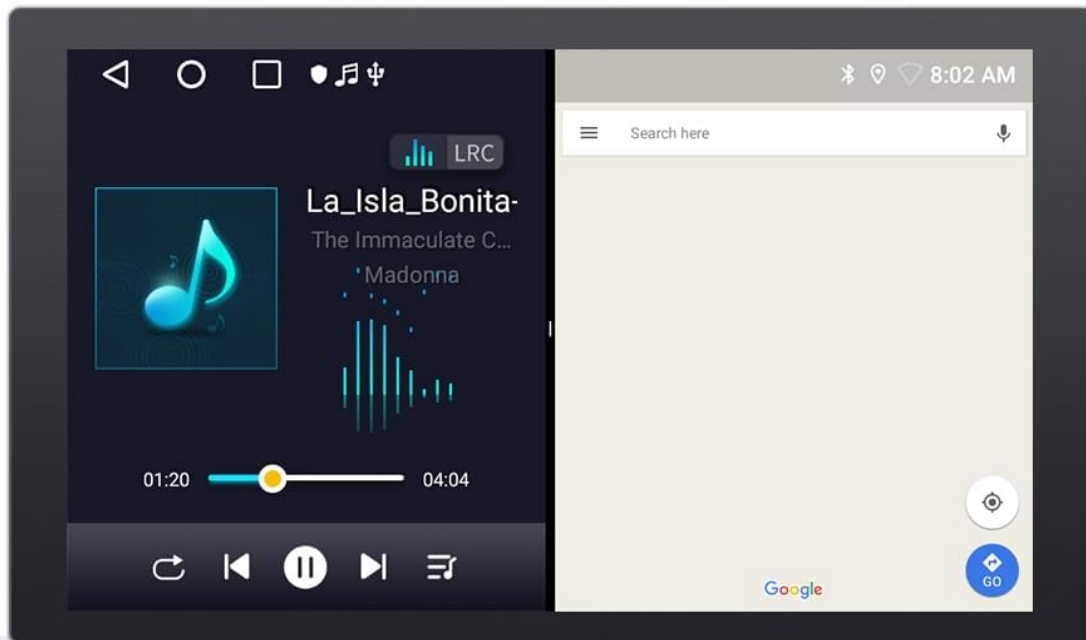 8:02 AM
LRC
La_Isla_Bonita-
The Immaculate C...
Madonna
01:20
04:04
Search here
Google
GO